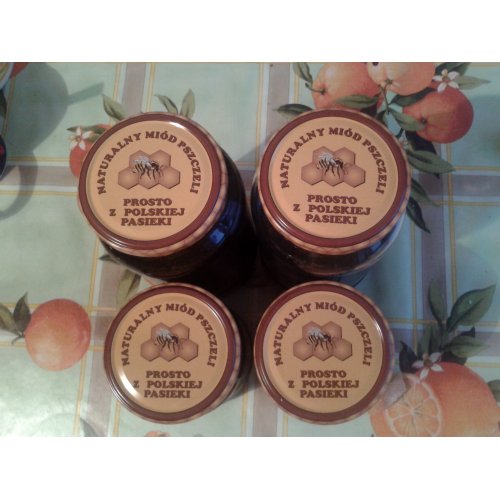 NATURALNY MIÓD PSZCZELI
PROSTO
Z POLSKIEJ
PASIEKI
NATURALNY MIÓD PSZCZELI
PROSTO
Z POLSKIEJ
PASIEKI
NATURALNY MIÓD PSZCZELI
PROSTO
Z POLSKIEJ
PASIEKI
NATURALNY MIÓD PSZCZELI
PROSTO
Z POLSKIEJ
PASIEKI